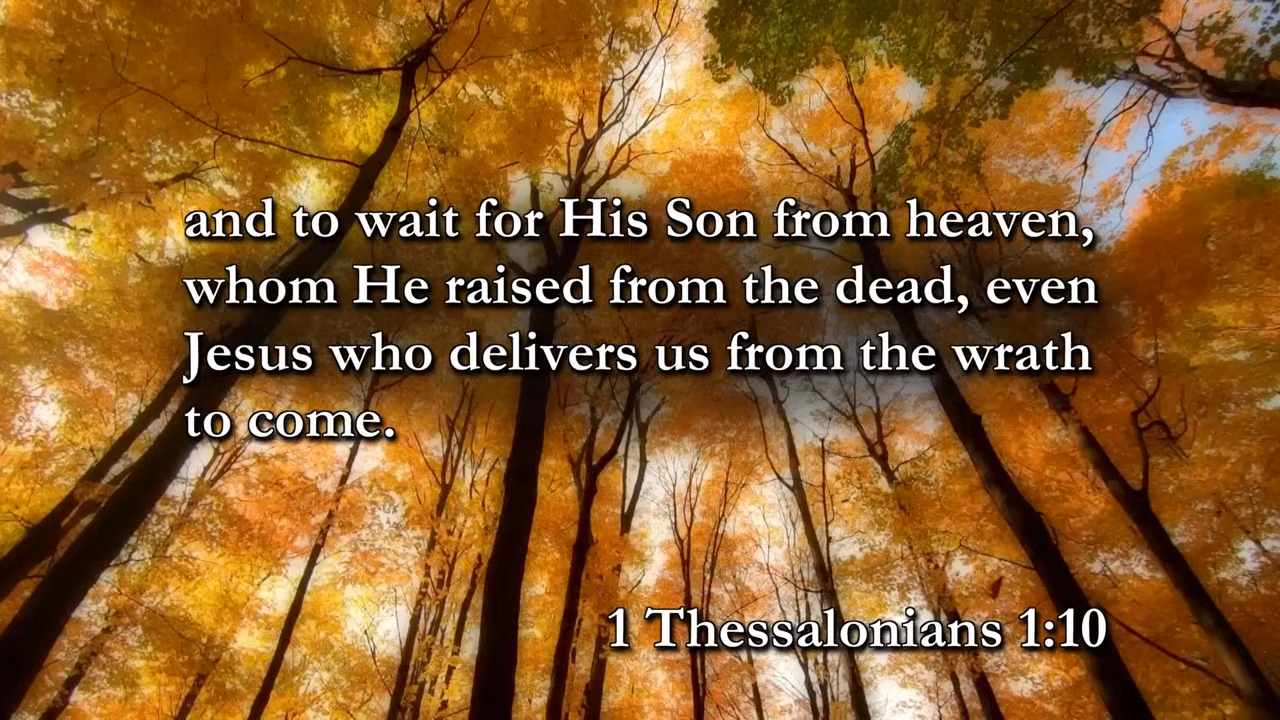 and to wait for His Son from heaven,
whom He raised from the dead, even
Jesus who delivers us from the wrath
to come.
1 Thessalonians 1:10